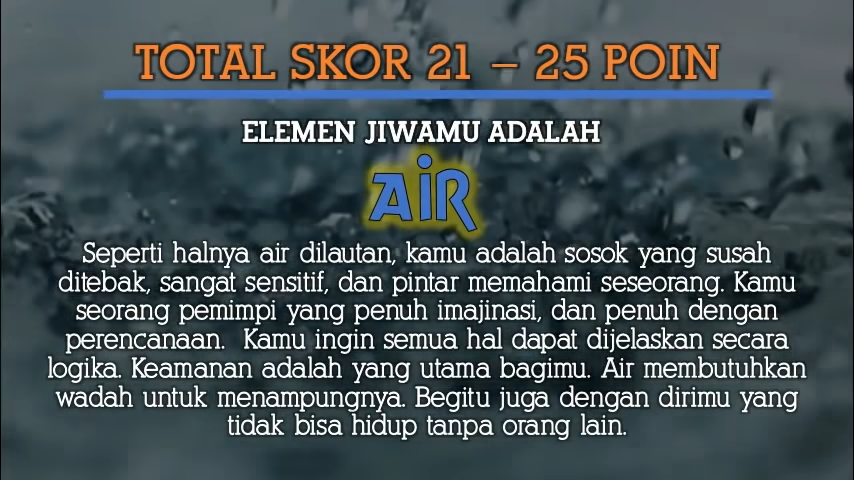 TOTAL SKOR 21 – 25 POIN
ELEMEN JIWAMU ADALAH
AIR
Seperti halnya air dilautan, kamu adalah sosok yang susah
ditebak, sangat sensitif, dan pintar memahami seseorang. Kamu
seorang pemimpi yang penuh imajinasi, dan penuh dengan
perencanaan.  Kamu ingin semua hal dapat dijelaskan secara
logika. Keamanan adalah yang utama bagimu. Air membutuhkan
wadah untuk menampungnya. Begitu juga dengan dirimu yang
tidak bisa hidup tanpa orang lain.